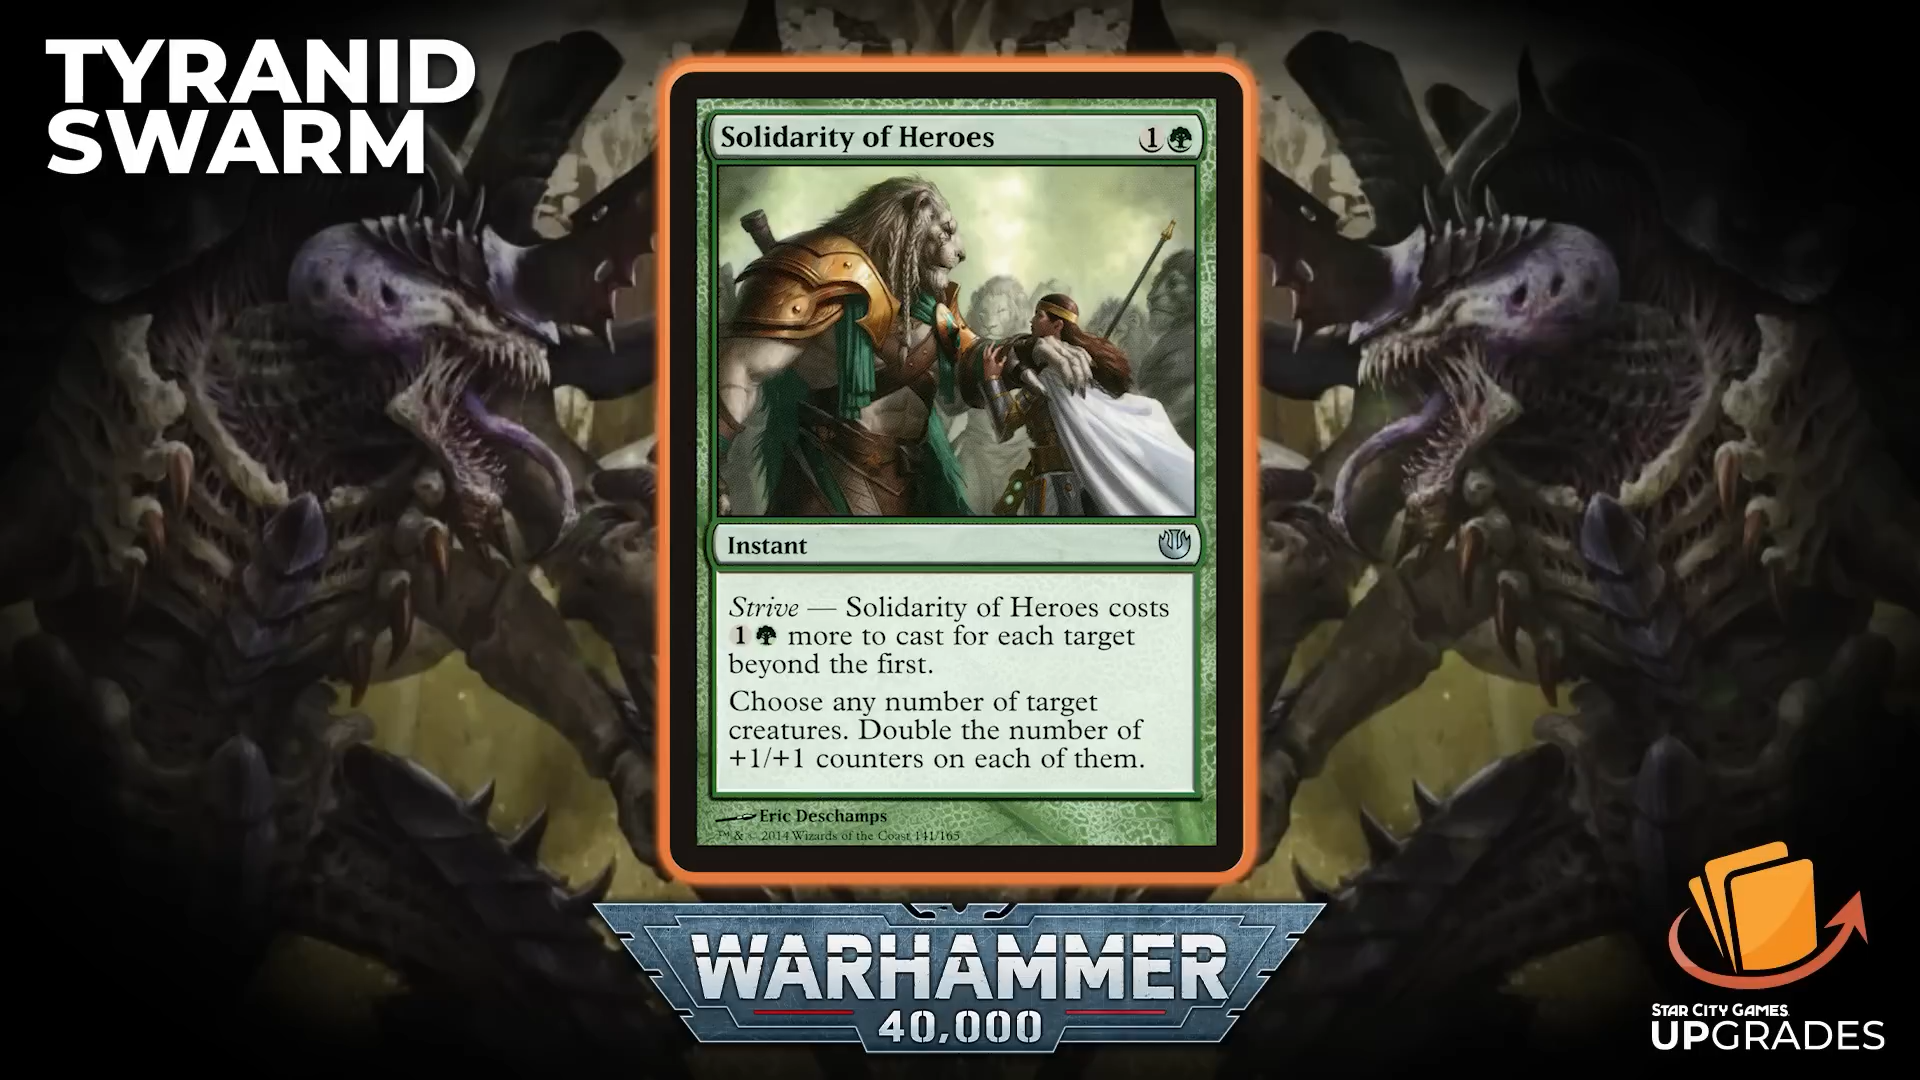 TYRANID
SWARM
Solidarity of Heroes 1
Instant
Strive — Solidarity of Heroes costs
1 more to cast for each target
beyond the first.
Choose any number of target
creatures. Double the number of
+1/+1 counters on each of them.
Eric Deschamps
™ & © 2014 Wizards of the Coast 141/165
WARHAMMER
40,000
STAR CITY GAMES
UPGRADES